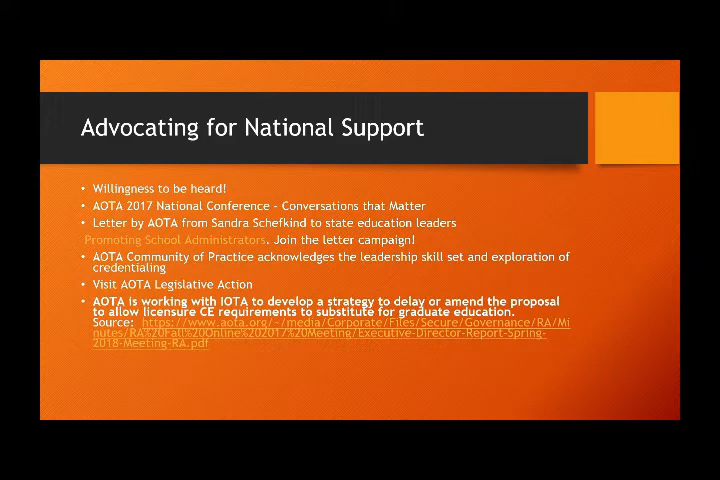 Advocating for National Support
• Willingness to be heard!
• AOTA 2017 National Conference – Conversations that Matter
• Letter by AOTA from Sandra Schefkind to state education leaders
Promoting School Administrators. Join the letter campaign!
• AOTA Community of Practice acknowledges the leadership skill set and exploration of
credentialing
• Visit AOTA Legislative Action
• AOTA is working with IOTA to develop a strategy to delay or amend the proposal
to allow licensure CE requirements to substitute for graduate education.
Source: https://www.aota.org/~/media/Corporate/Files/Secure/Governance/RA/Mi
nutes/RA%20Fall%20Online%202017%20Meeting/Executive-Director-Report-Spring-
2018-Meeting-RA.pdf